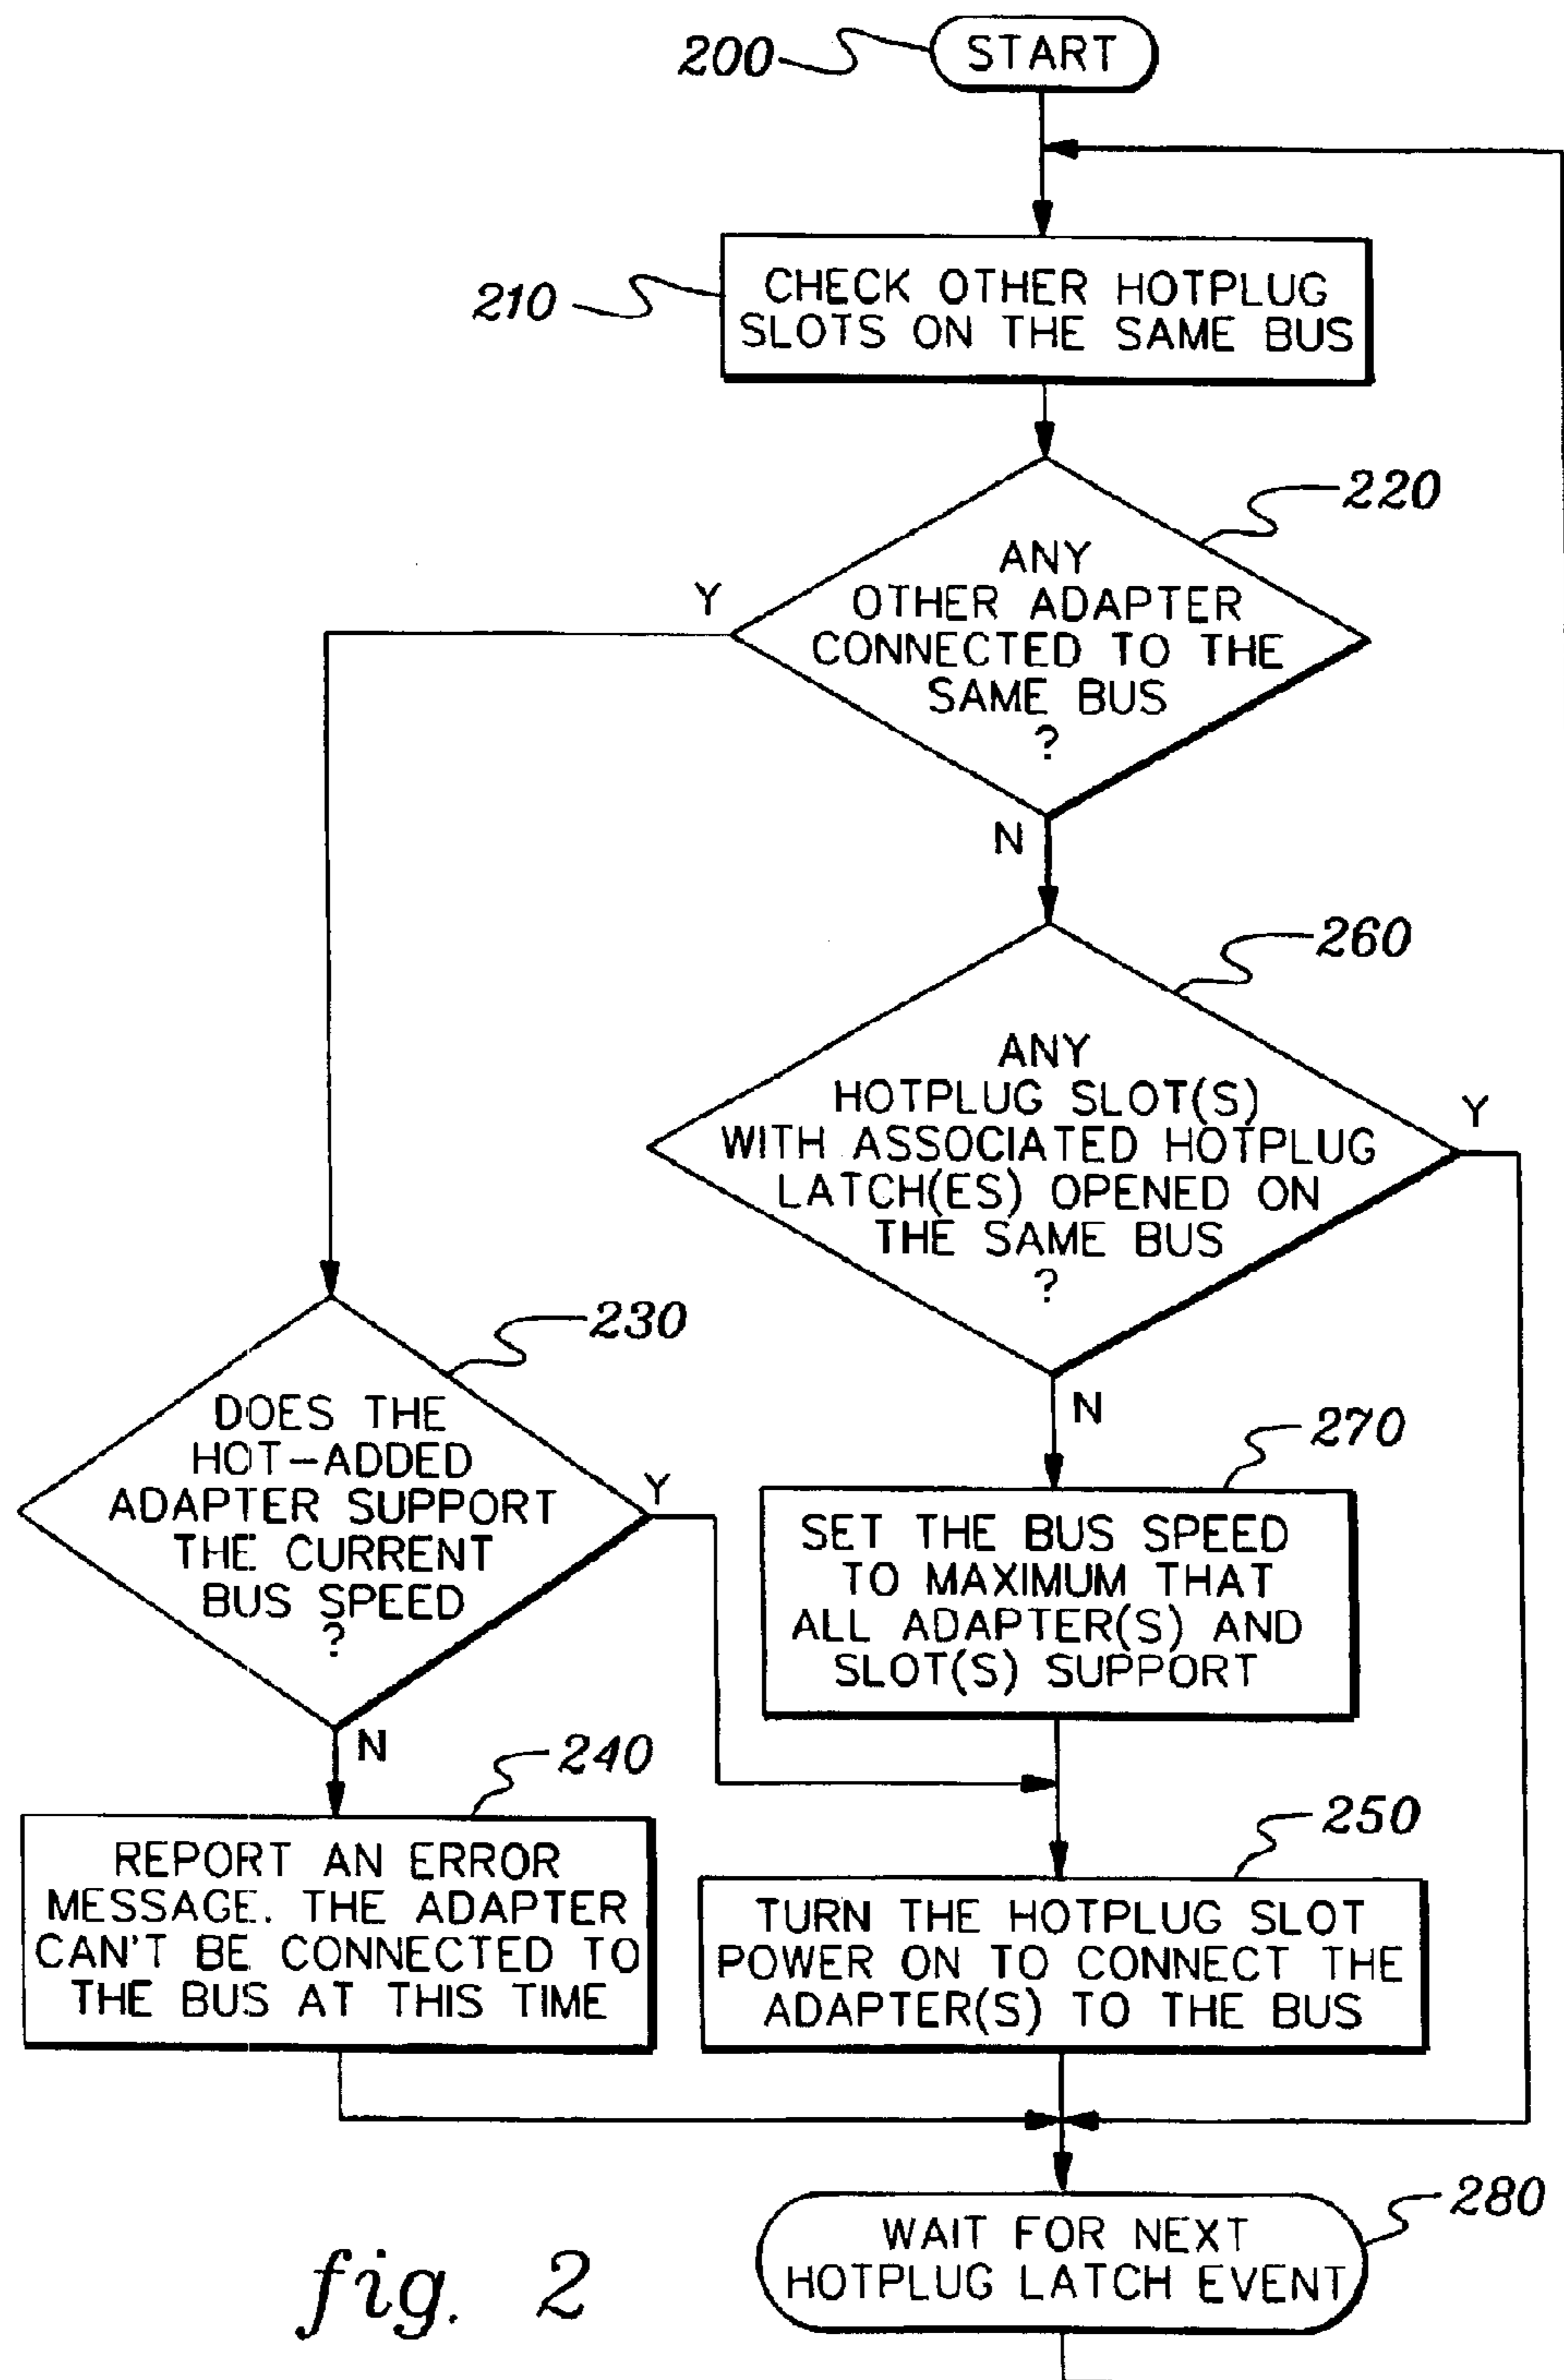 200
START
210
CHECK OTHER HOTPLUG
SLOTS ON THE SAME BUS
220
ANY
OTHER ADAPTER
CONNECTED TO THE
SAME BUS
?
Y
N
260
ANY
HOTPLUG SLOT(S)
WITH ASSOCIATED HOTPLUG
LATCH(ES) OPENED ON
THE SAME BUS
?
Y
N
230
DOES THE
HOT-ADDED
ADAPTER SUPPORT
THE CURRENT
BUS SPEED
?
Y
N
270
SET THE BUS SPEED
TO MAXIMUM THAT
ALL ADAPTER(S) AND
SLOT(S) SUPPORT
240
REPORT AN ERROR
MESSAGE. THE ADAPTER
CAN'T BE CONNECTED TO
THE BUS AT THIS TIME
250
TURN THE HOTPLUG SLOT
POWER ON TO CONNECT THE
ADAPTER(S) TO THE BUS
280
WAIT FOR NEXT
HOTPLUG LATCH EVENT
fig. 2